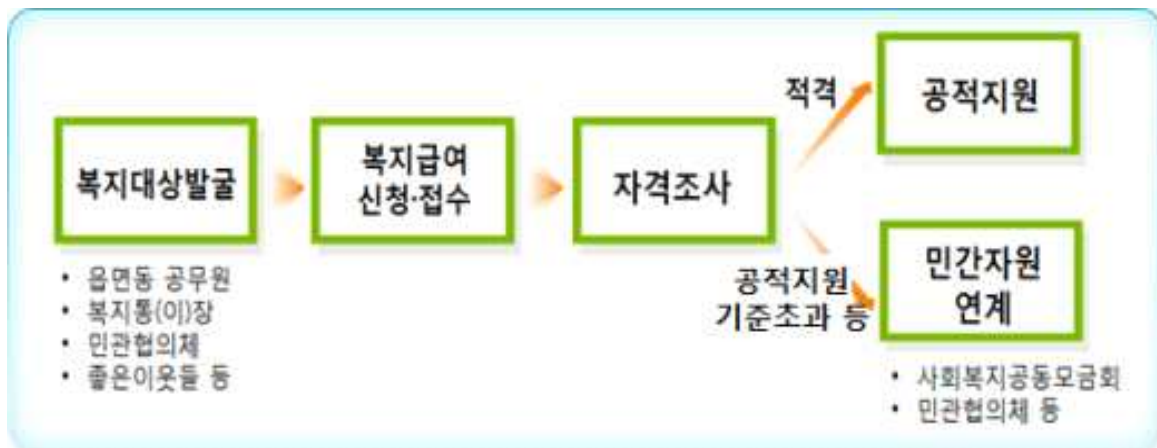 복지대상발굴
• 읍면동 공무원
• 복지통(이)장
• 민관협의체
• 좋은이웃들 등
복지급여
신청·접수
자격조사
적격
공적지원
공적지원
기준초과 등
민간자원
연계
• 사회복지공동모금회
• 민관협의체 등